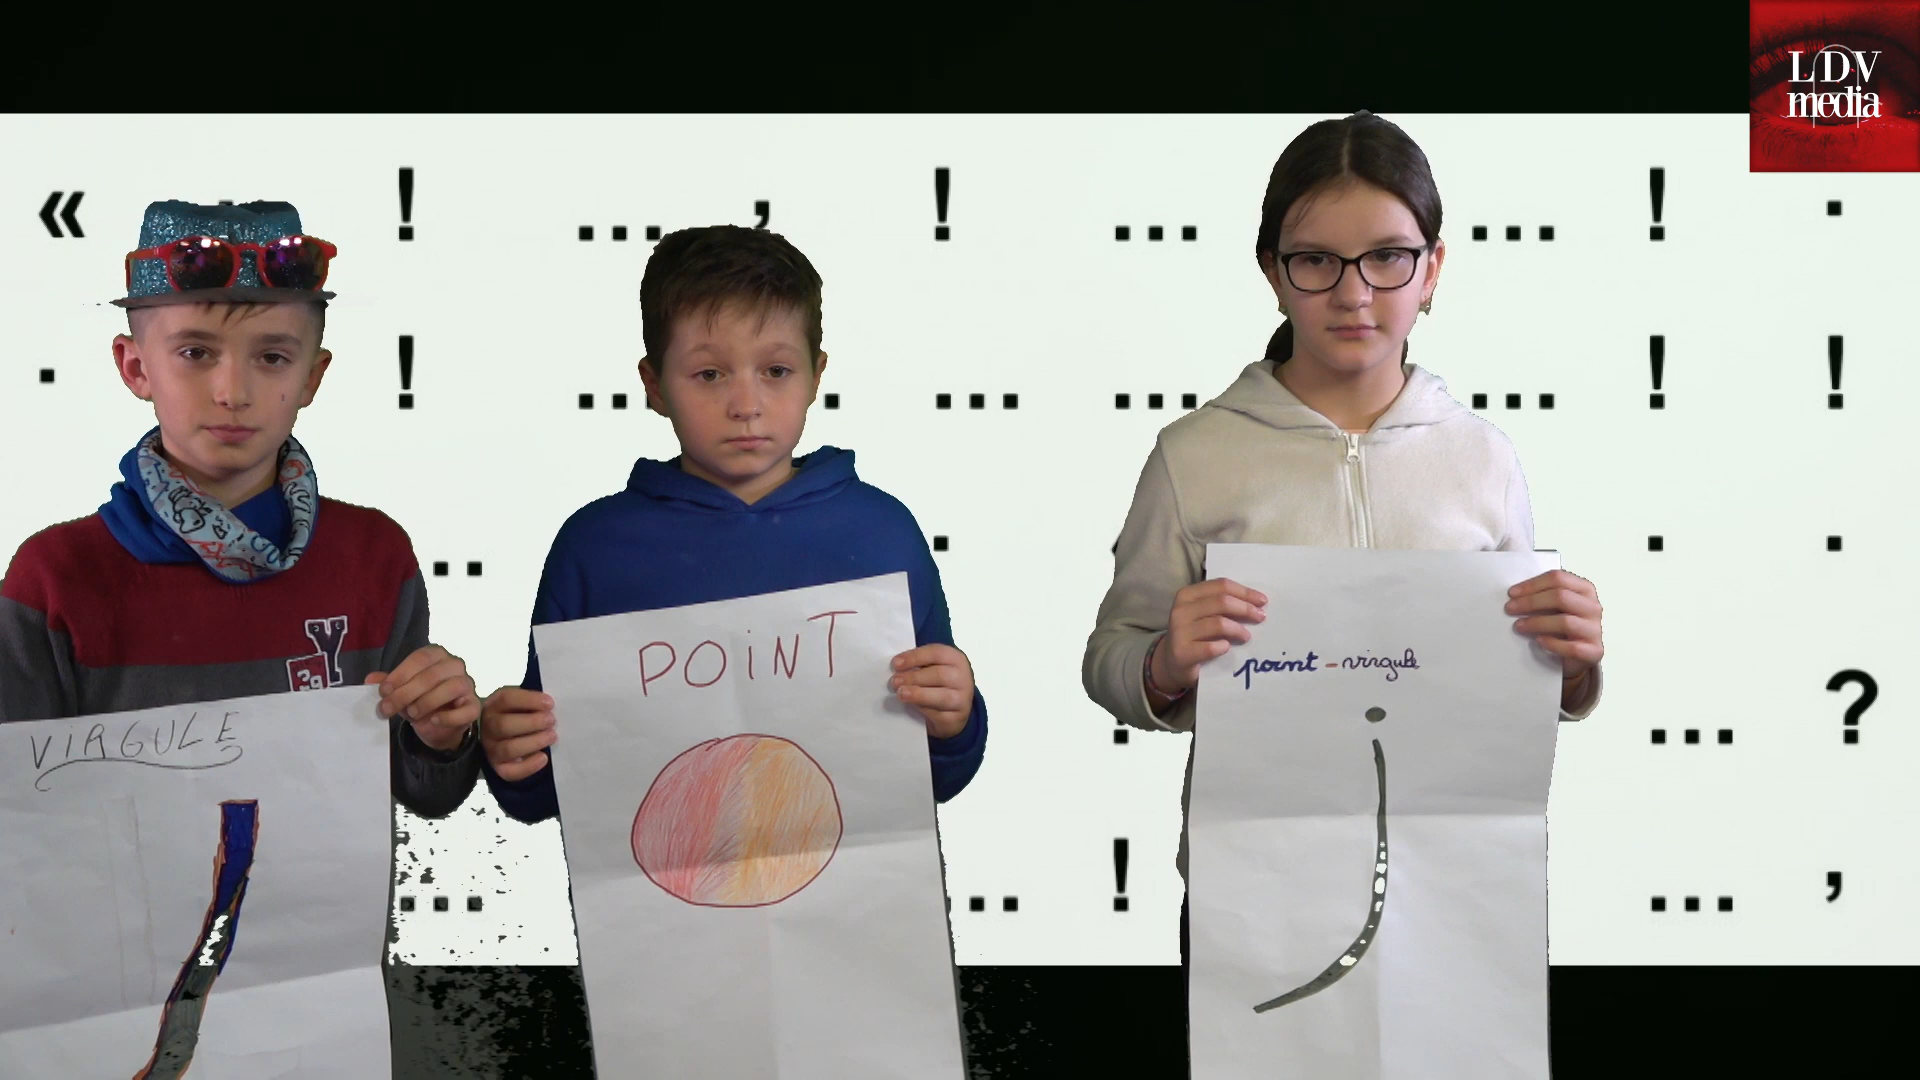 LDV
media
« ! ... , ! ... ... ! .
. ! ... . ... ... ... ! !
.. . . .
... ?
... .. ! ... ,
Y
VIRGULE
POiNT
point-virgule